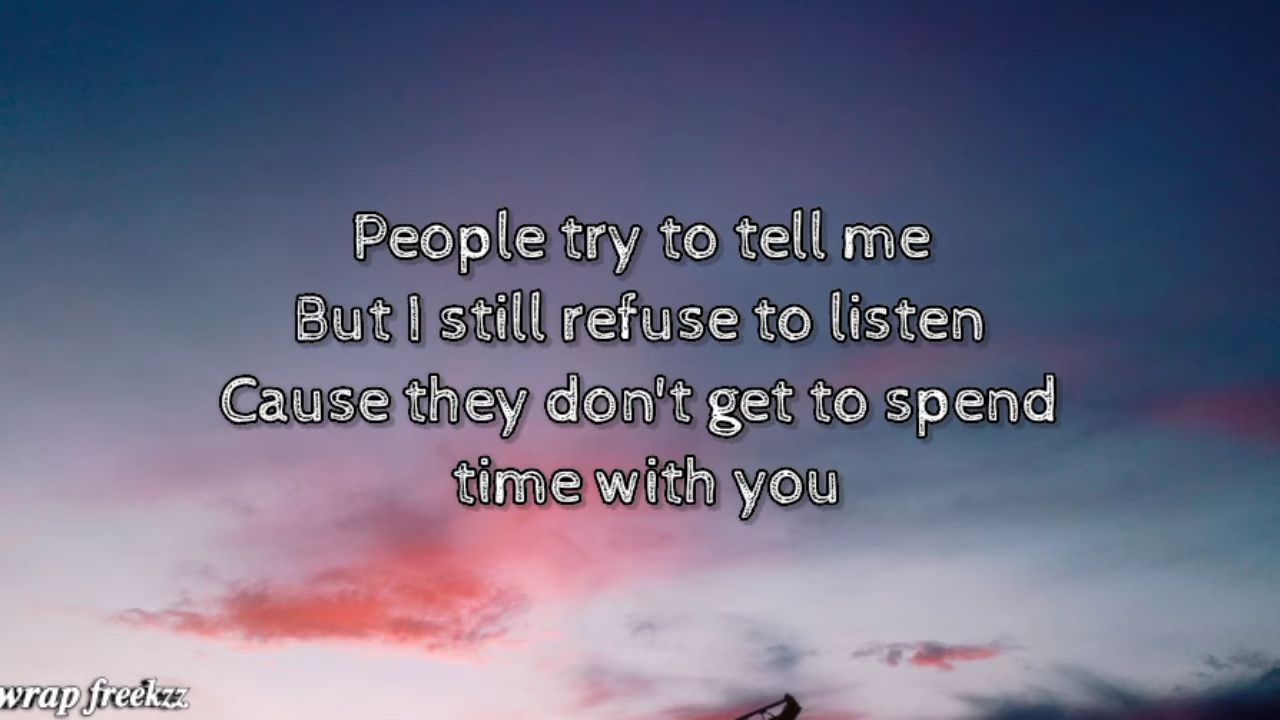 People try to tell me
But I still refuse to listen
Cause they don't get to spend
time with you
wrap freekzz